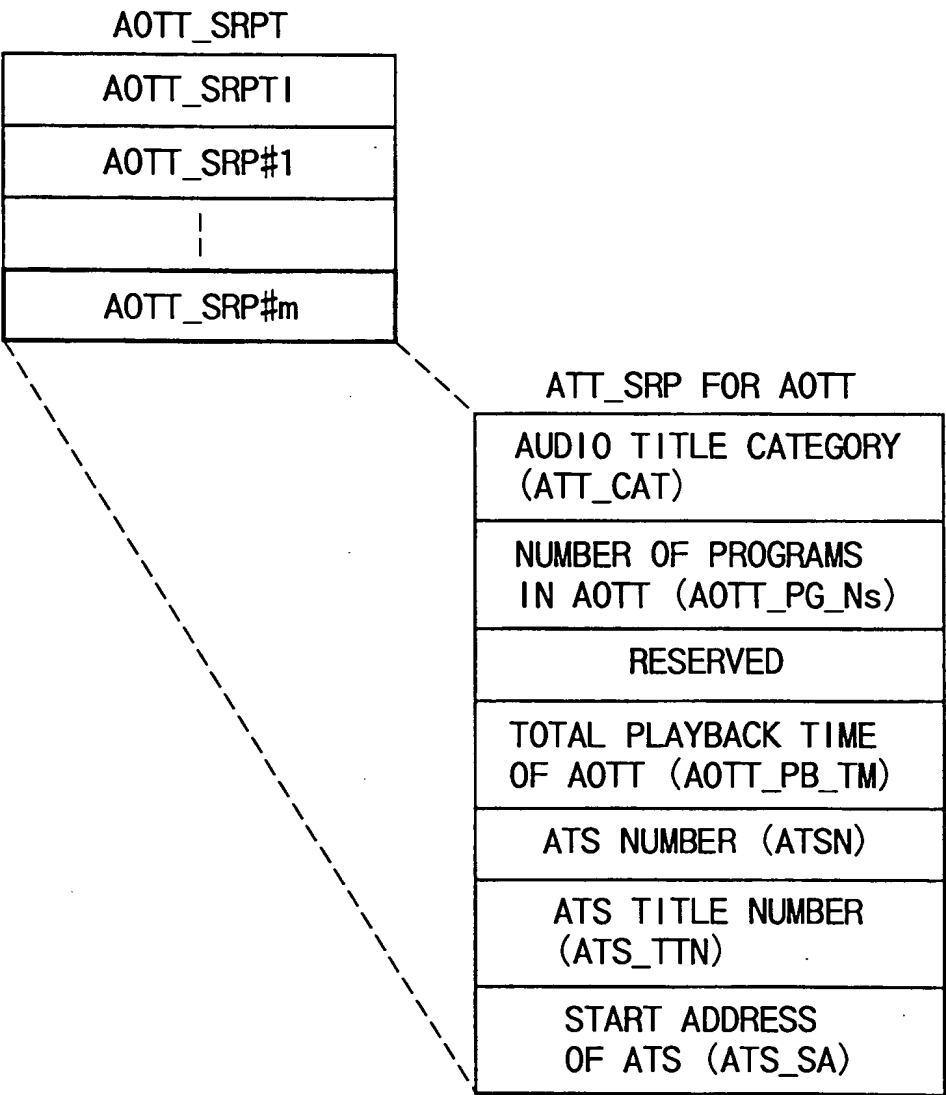 AOTT_SRPT
AOTT_SRPTI
AOTT_SRP#1
AOTT_SRP#m
ATT_SRP FOR AOTT
AUDIO TITLE CATEGORY
(ATT_CAT)
NUMBER OF PROGRAMS
IN AOTT (AOTT_PG_Ns)
RESERVED
TOTAL PLAYBACK TIME
OF AOTT (AOTT_PB_TM)
ATS NUMBER (ATSN)
ATS TITLE NUMBER
(ATS_TTN)
START ADDRESS
OF ATS (ATS_SA)